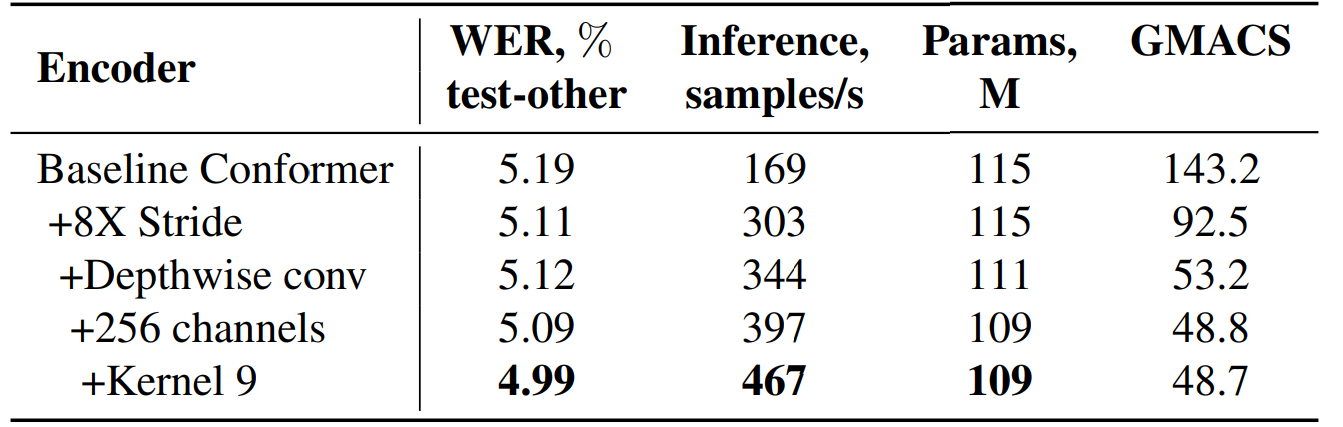 Encoder WER, % Inference, Params, GMACS
test-other samples/s M
Baseline Conformer 5.19 169 115 143.2
+8X Stride 5.11 303 115 92.5
+Depthwise conv 5.12 344 111 53.2
+256 channels 5.09 397 109 48.8
+Kernel 9 4.99 467 109 48.7